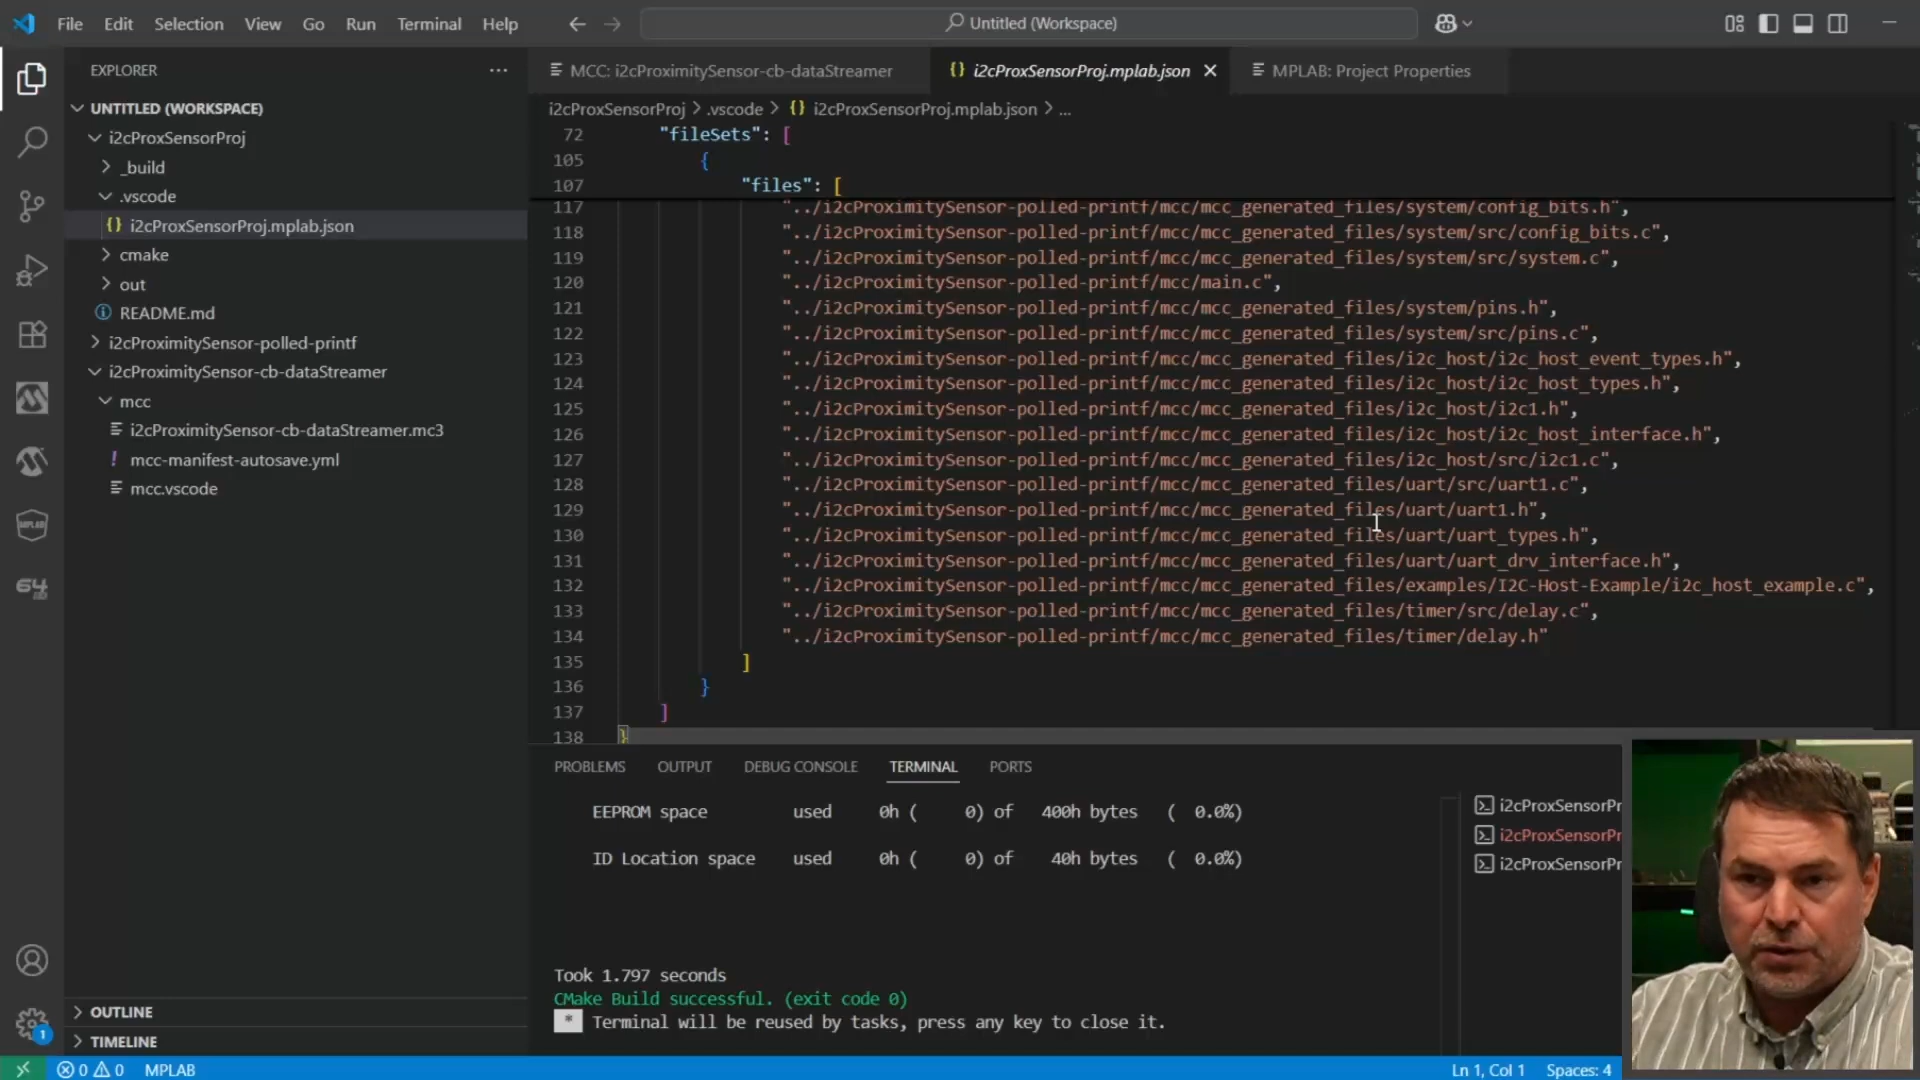 File Edit Selection View Go Run Terminal Help
Untitled (Workspace)
EXPLORER
UNTITLED (WORKSPACE)
i2cProxSensorProj
_build
.vscode
{} i2cProxSensorProj.mplab.json
cmake
out
README.md
i2cProximitySensor-polled-printf
i2cProximitySensor-cb-dataStreamer
mcc
i2cProximitySensor-cb-dataStreamer.mc3
! mcc-manifest-autosave.yml
mcc.vscode
OUTLINE
TIMELINE
MCC: i2cProximitySensor-cb-dataStreamer
{} i2cProxSensorProj.mplab.json
MPLAB: Project Properties
i2cProxSensorProj > .vscode > {} i2cProxSensorProj.mplab.json > ...
72 "fileSets": [
105 {
107 "files": [
117 "../i2cProximitySensor-polled-printf/mcc/mcc_generated_files/system/config_bits.h",
118 "../i2cProximitySensor-polled-printf/mcc/mcc_generated_files/system/src/config_bits.c",
119 "../i2cProximitySensor-polled-printf/mcc/mcc_generated_files/system/src/system.c",
120 "../i2cProximitySensor-polled-printf/mcc/main.c",
121 "../i2cProximitySensor-polled-printf/mcc/mcc_generated_files/system/pins.h",
122 "../i2cProximitySensor-polled-printf/mcc/mcc_generated_files/system/src/pins.c",
123 "../i2cProximitySensor-polled-printf/mcc/mcc_generated_files/i2c_host/i2c_host_event_types.h",
124 "../i2cProximitySensor-polled-printf/mcc/mcc_generated_files/i2c_host/i2c_host_types.h",
125 "../i2cProximitySensor-polled-printf/mcc/mcc_generated_files/i2c_host/i2c1.h",
126 "../i2cProximitySensor-polled-printf/mcc/mcc_generated_files/i2c_host/i2c_host_interface.h",
127 "../i2cProximitySensor-polled-printf/mcc/mcc_generated_files/i2c_host/src/i2c1.c",
128 "../i2cProximitySensor-polled-printf/mcc/mcc_generated_files/uart/src/uart1.c",
129 "../i2cProximitySensor-polled-printf/mcc/mcc_generated_files/uart/uart1.h",
130 "../i2cProximitySensor-polled-printf/mcc/mcc_generated_files/uart/uart_types.h",
131 "../i2cProximitySensor-polled-printf/mcc/mcc_generated_files/uart/uart_drv_interface.h",
132 "../i2cProximitySensor-polled-printf/mcc/mcc_generated_files/examples/I2C-Host-Example/i2c_host_example.c",
133 "../i2cProximitySensor-polled-printf/mcc/mcc_generated_files/timer/src/delay.c",
134 "../i2cProximitySensor-polled-printf/mcc/mcc_generated_files/timer/delay.h"
135 ]
136 }
137 ]
138 }
PROBLEMS OUTPUT DEBUG CONSOLE TERMINAL PORTS
EEPROM space used 0h ( 0) of 400h bytes ( 0.0%)
ID Location space used 0h ( 0) of 40h bytes ( 0.0%)
Took 1.797 seconds
CMake Build successful. (exit code 0)
* Terminal will be reused by tasks, press any key to close it.
i2cProxSensorPr
i2cProxSensorPr
i2cProxSensorPr
MPLAB
64
1
0 0 MPLAB
Ln 1, Col 1 Spaces: 4